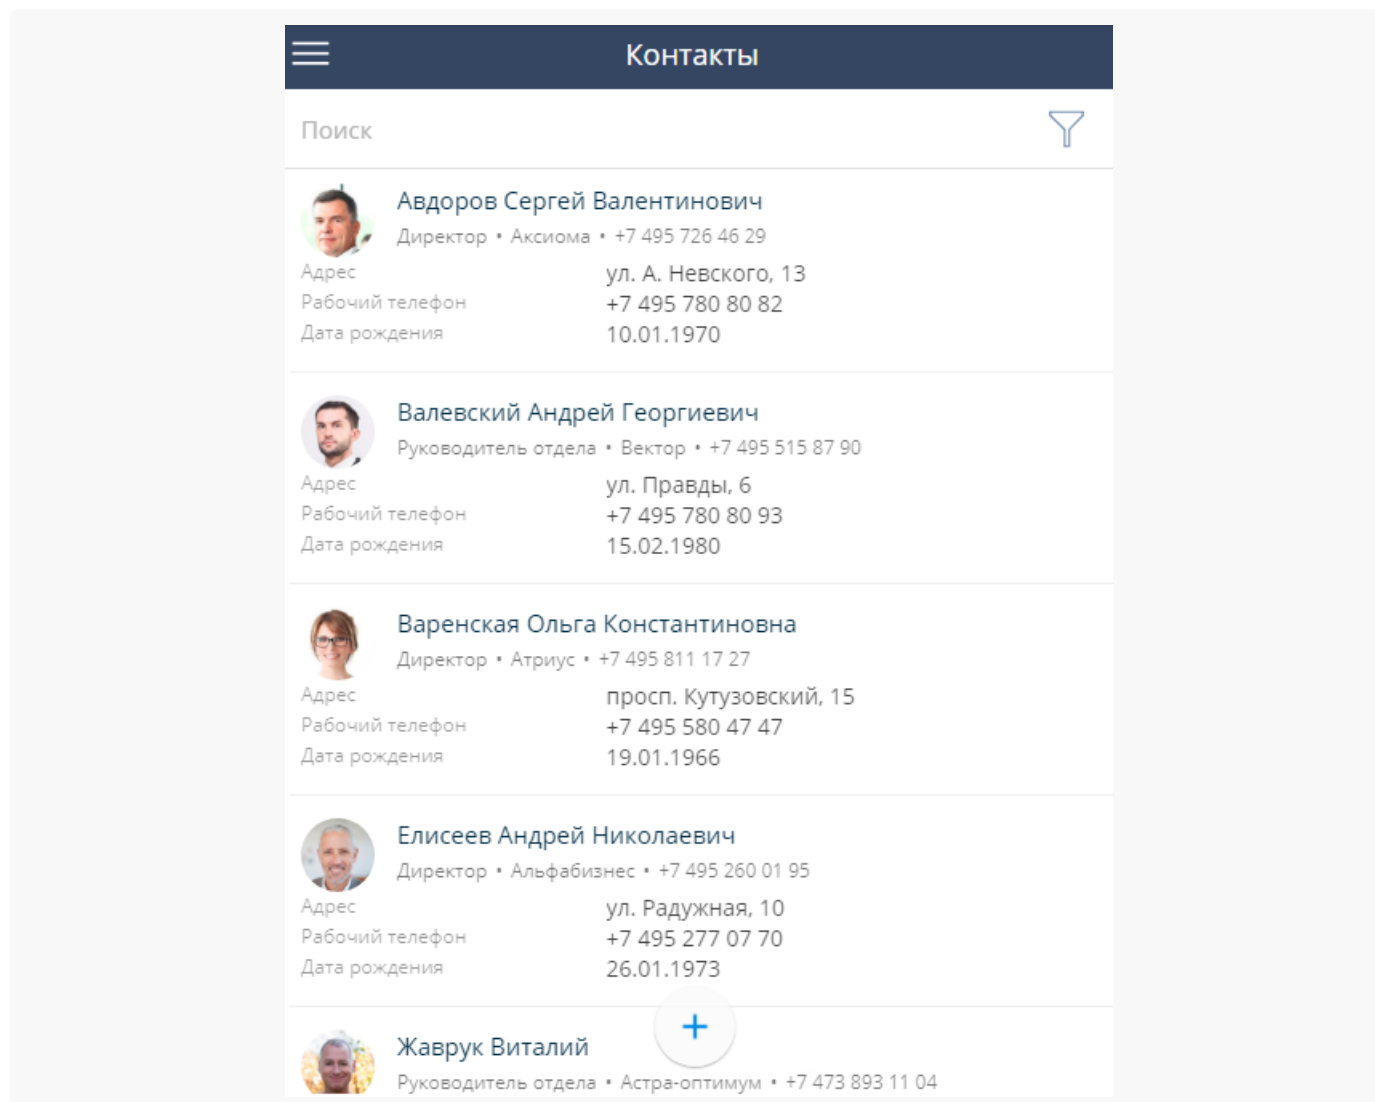 Контакты
Поиск
Авдоров Сергей Валентинович
Директор • Аксиома • +7 495 726 46 29
Адрес ул. А. Невского, 13
Рабочий телефон +7 495 780 80 82
Дата рождения 10.01.1970
Валевский Андрей Георгиевич
Руководитель отдела • Вектор • +7 495 515 87 90
Адрес ул. Правды, 6
Рабочий телефон +7 495 780 80 93
Дата рождения 15.02.1980
Варенская Ольга Константиновна
Директор • Атриус • +7 495 811 17 27
Адрес просп. Кутузовский, 15
Рабочий телефон +7 495 580 47 47
Дата рождения 19.01.1966
Елисеев Андрей Николаевич
Директор • Альфабизнес • +7 495 260 01 95
Адрес ул. Радужная, 10
Рабочий телефон +7 495 277 07 70
Дата рождения 26.01.1973
Жаврук Виталий
Руководитель отдела • Астра-оптимум • +7 473 893 11 04